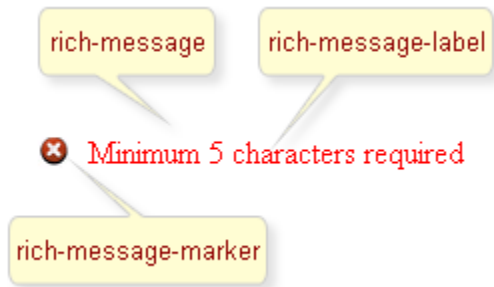 rich-message
rich-message-label
Minimum 5 characters required
rich-message-marker